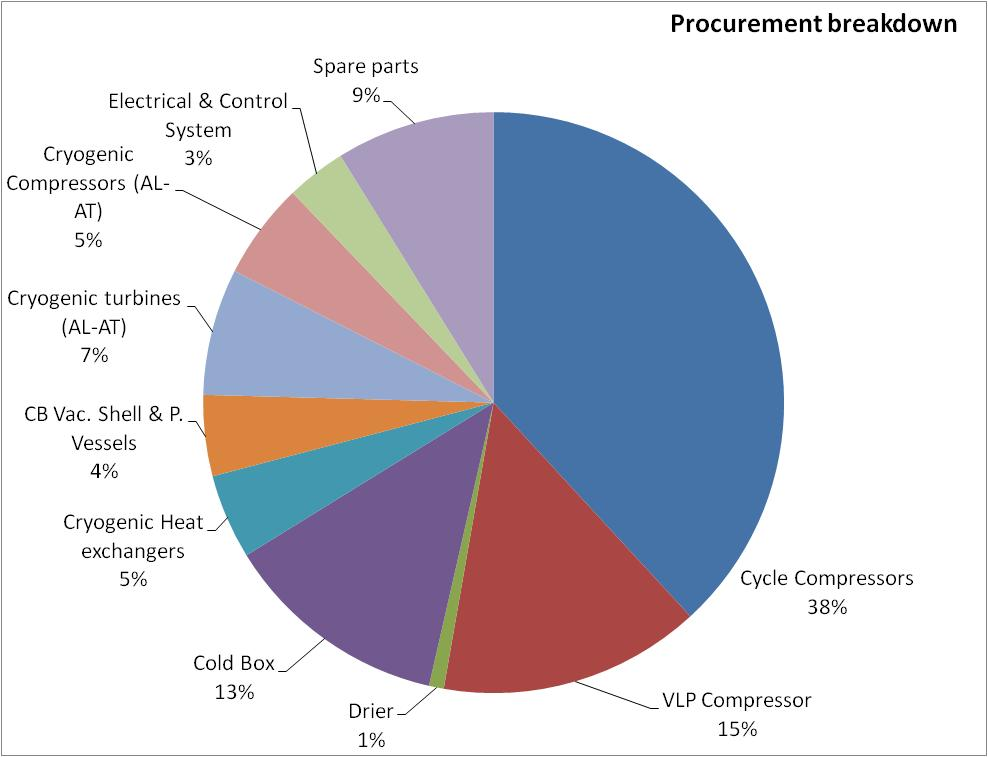 Procurement breakdown
Spare parts
9%
Electrical & Control
System
3%
Cryogenic
Compressors (AL-
AT)
5%
Cryogenic turbines
(AL-AT)
7%
CB Vac. Shell & P.
Vessels
4%
Cryogenic Heat
exchangers
5%
Cold Box
13%
Drier
1%
VLP Compressor
15%
Cycle Compressors
38%